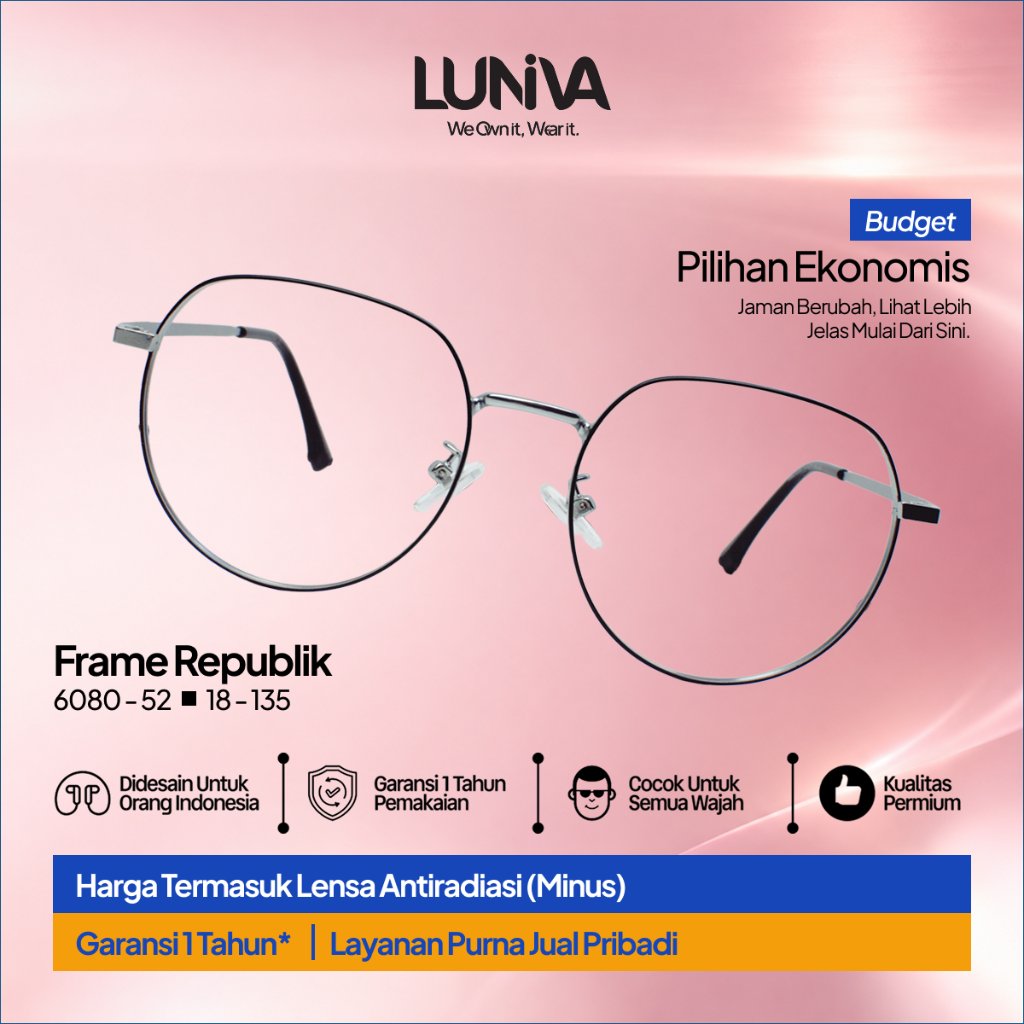 LUNiVA
We Own it, Wear it.
Budget
Pilihan Ekonomis
Jaman Berubah, Lihat Lebih
Jelas Mulai Dari Sini.
Frame Republik
6080 - 52 ■ 18 - 135
Didesain Untuk
Orang Indonesia
Garansi 1 Tahun
Pemakaian
Cocok Untuk
Semua Wajah
Kualitas
Permium
Harga Termasuk Lensa Antiradiasi (Minus)
Garansi 1 Tahun* | Layanan Purna Jual Pribadi